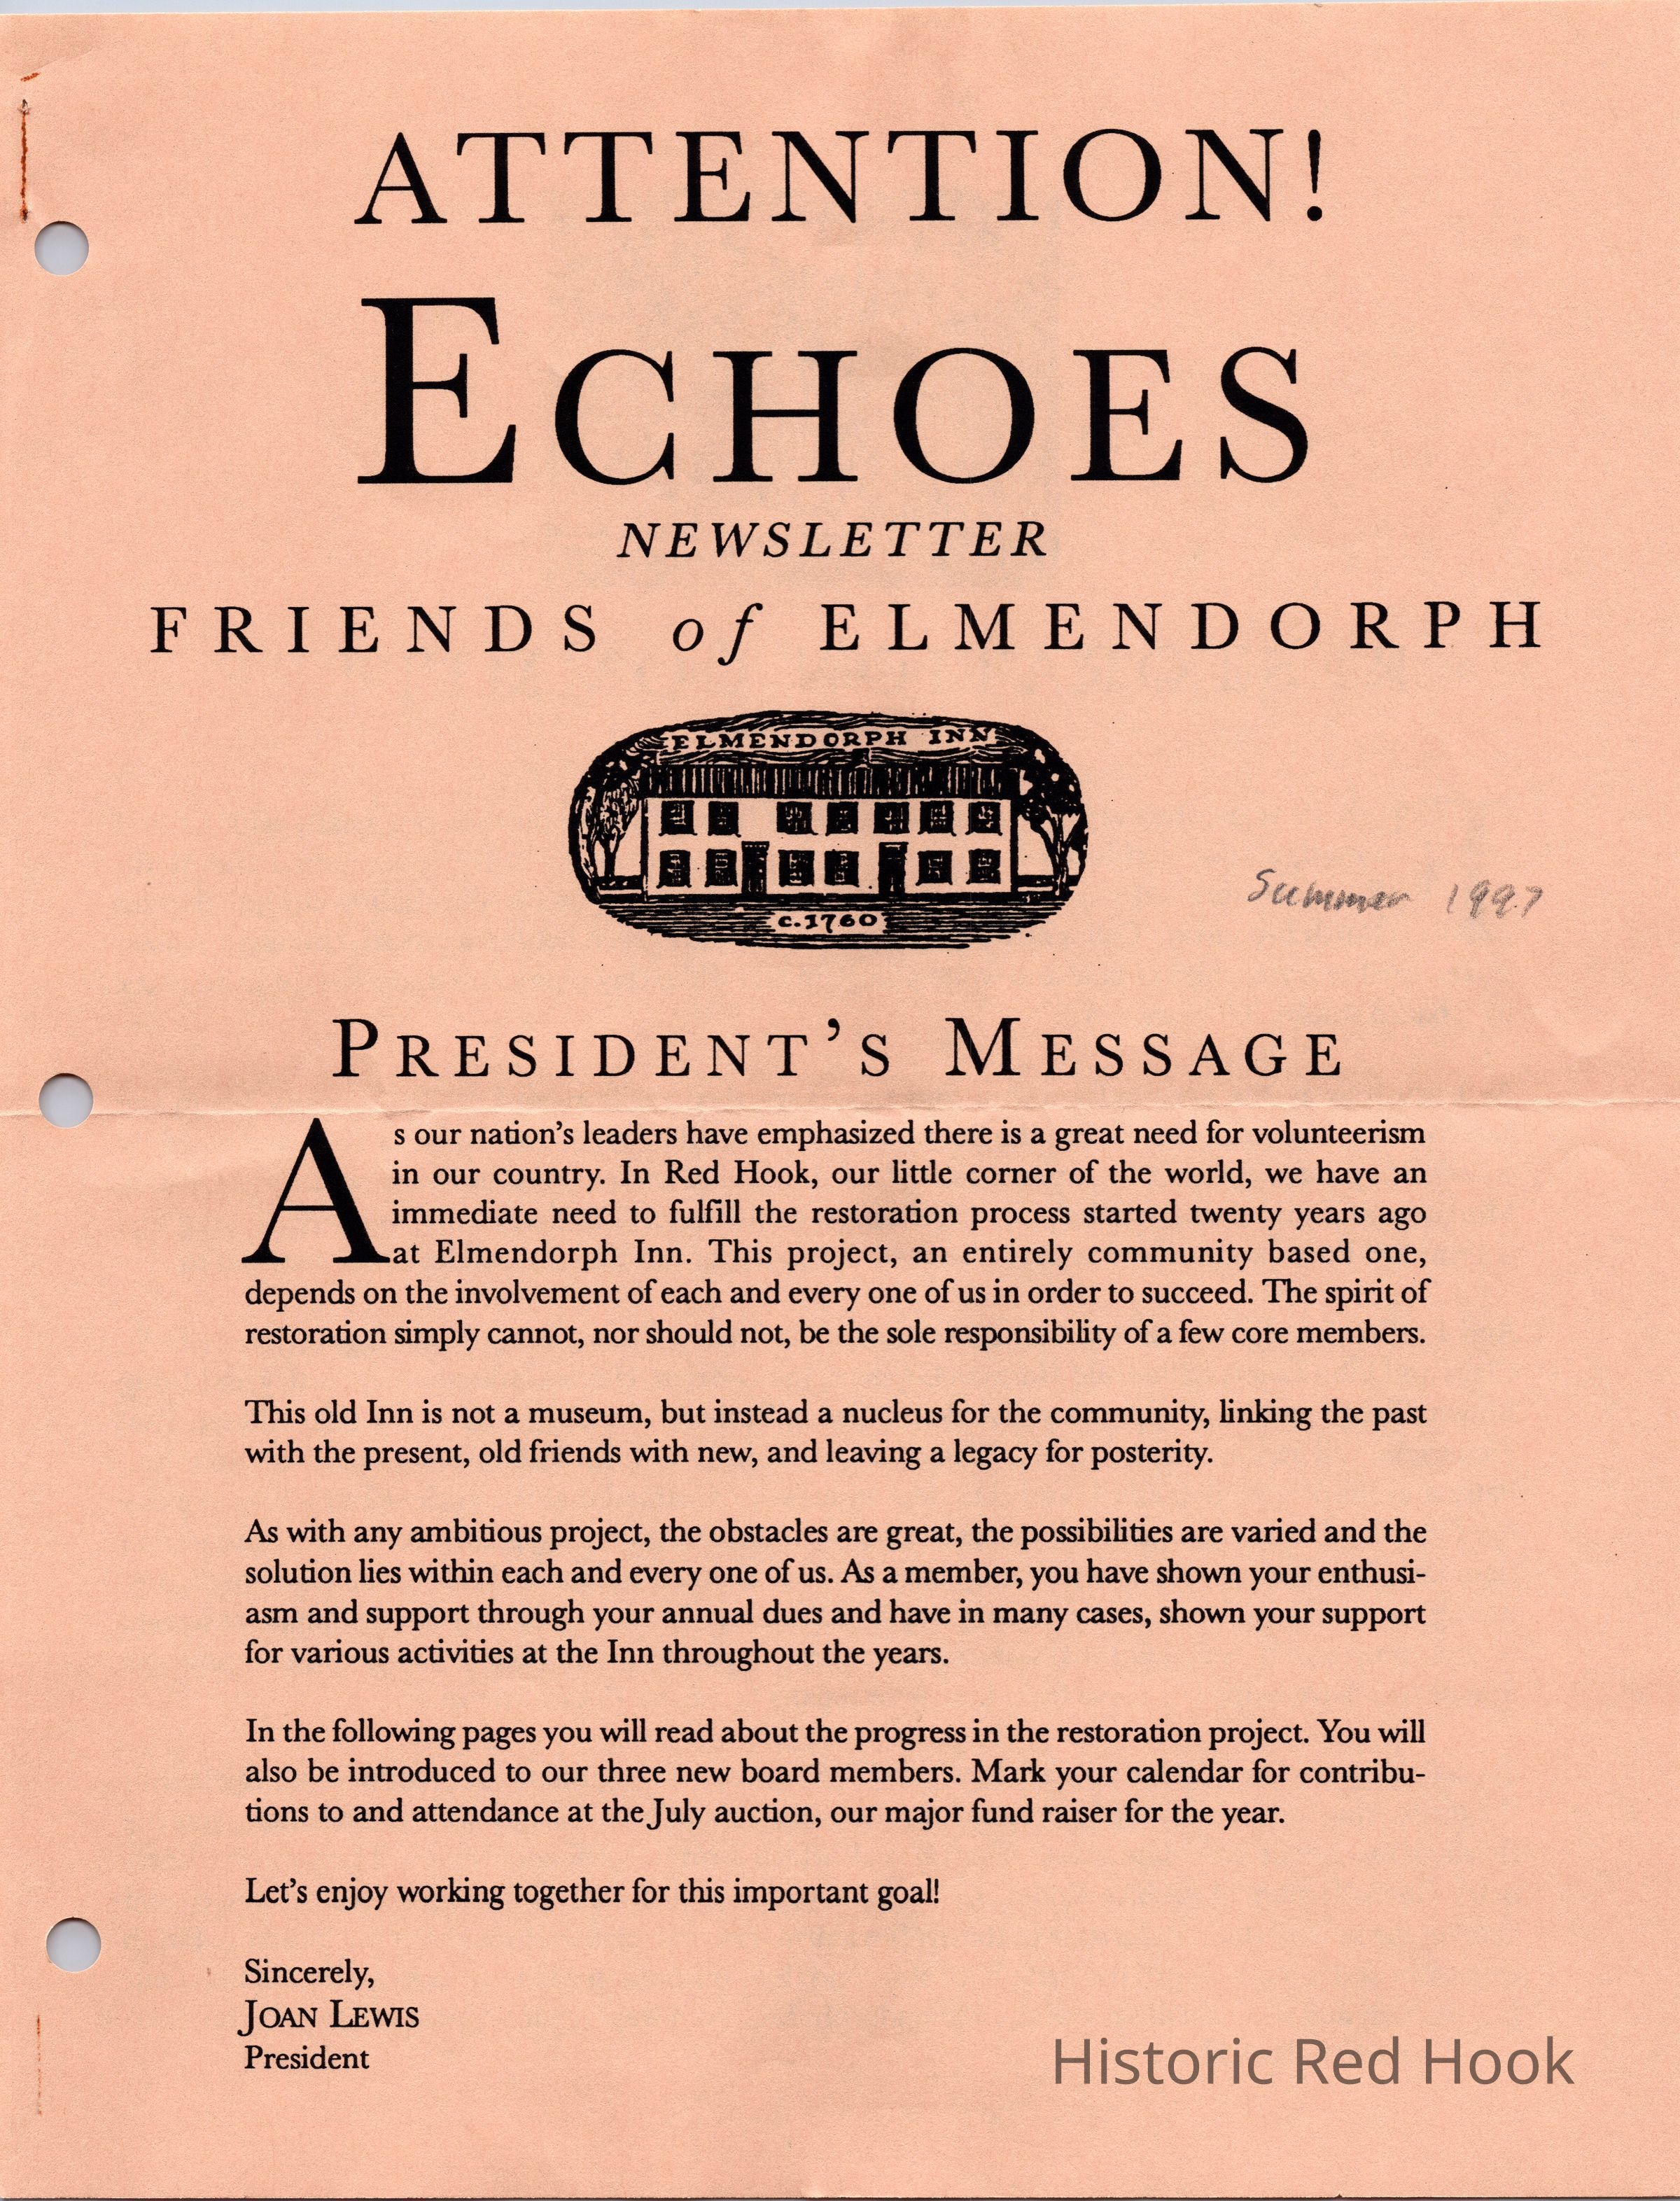 ATTENTION!
ECHOES
NEWSLETTER
FRIENDS of ELMENDORPH
ELMENDORPH INN
c.1760
Summer 1997
PRESIDENT'S MESSAGE
As our nation's leaders have emphasized there is a great need for volunteerism
in our country. In Red Hook, our little corner of the world, we have an
immediate need to fulfill the restoration process started twenty years ago
at Elmendorph Inn. This project, an entirely community based one,
depends on the involvement of each and every one of us in order to succeed. The spirit of
restoration simply cannot, nor should not, be the sole responsibility of a few core members.
This old Inn is not a museum, but instead a nucleus for the community, linking the past
with the present, old friends with new, and leaving a legacy for posterity.
As with any ambitious project, the obstacles are great, the possibilities are varied and the
solution lies within each and every one of us. As a member, you have shown your enthusi-
asm and support through your annual dues and have in many cases, shown your support
for various activities at the Inn throughout the years.
In the following pages you will read about the progress in the restoration project. You will
also be introduced to our three new board members. Mark your calendar for contribu-
tions to and attendance at the July auction, our major fund raiser for the year.
Let's enjoy working together for this important goal!
Sincerely,
JOAN LEWIS
President
Historic Red Hook